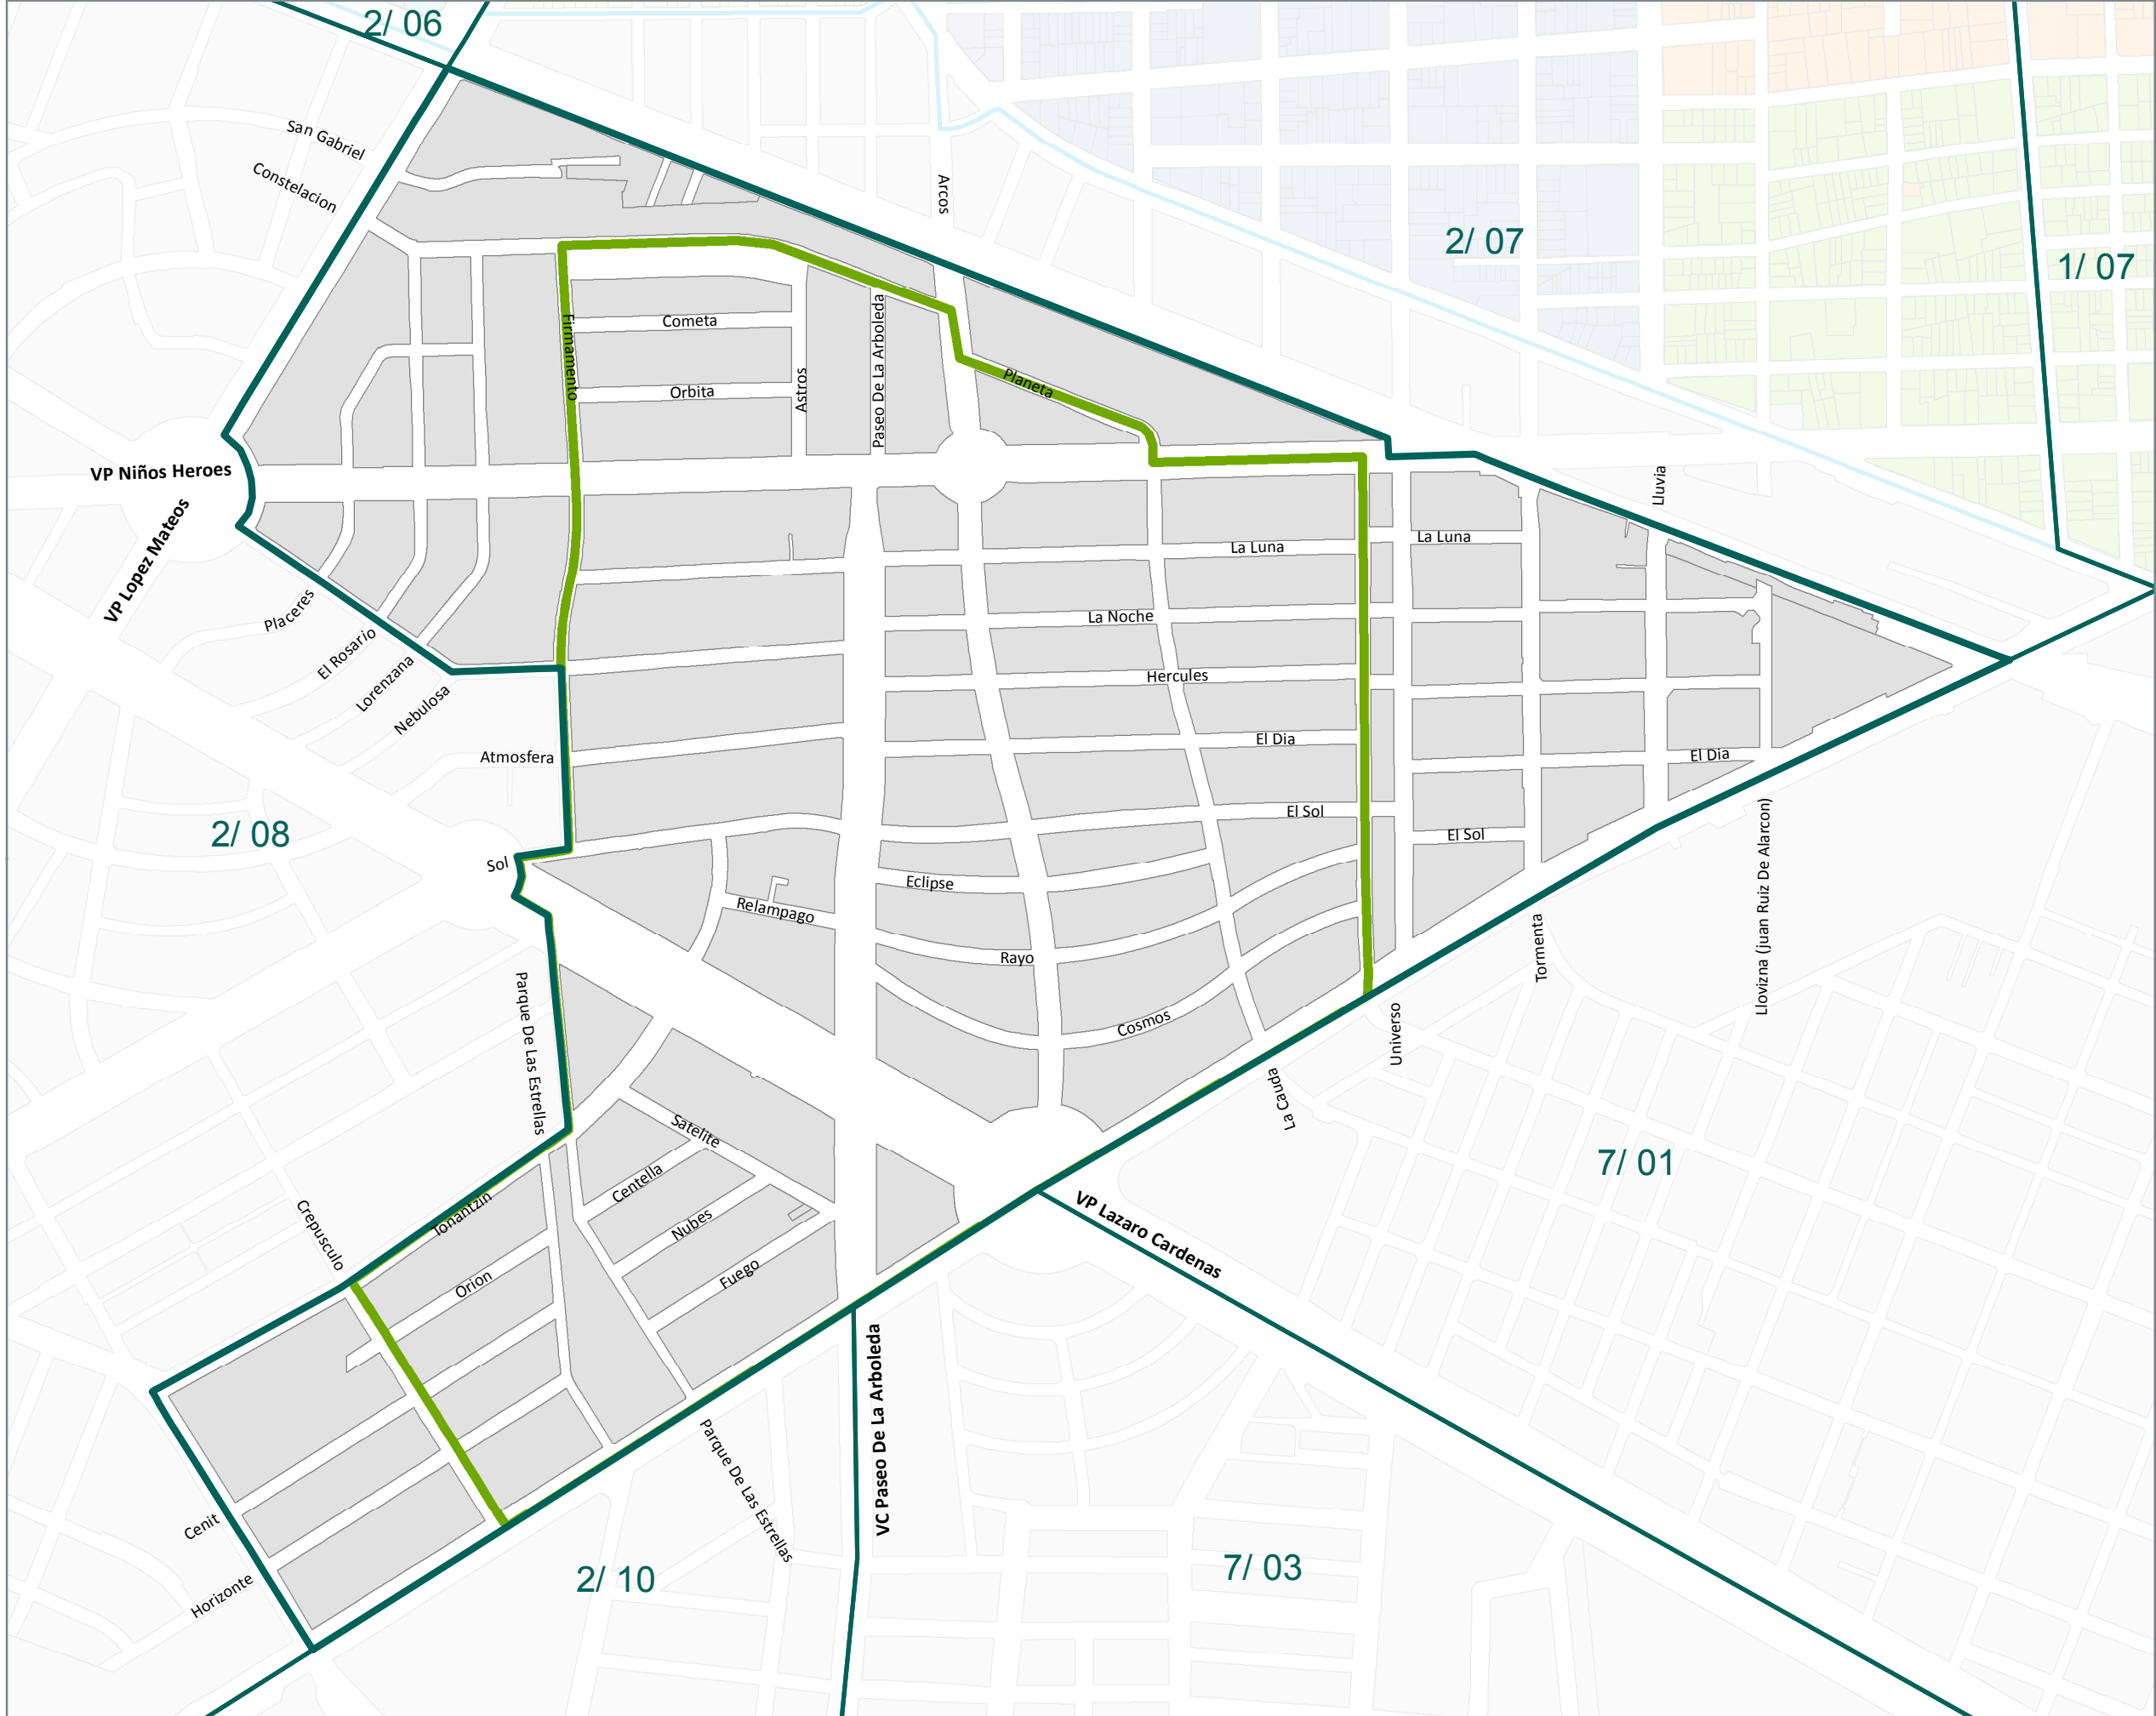 2/ 06
San Gabriel
Constelacion
Arcos
2/ 07
1/ 07
Firmamento
Cometa
Paseo De La Arboleda
Orbita
Astros
Planeta
VP Niños Heroes
VP Lopez Mateos
Lluvia
La Luna
La Luna
Placeres
El Rosario
Lorenzana
Nebulosa
La Noche
Hercules
Atmosfera
El Dia
El Dia
2/ 08
Sol
El Sol
El Sol
Eclipse
Relampago
Llovizna (Juan Ruiz De Alarcon)
Tormenta
Rayo
Cosmos
Universo
Parque De Las Estrellas
La Cauda
Satelite
Centella
7/ 01
Tonantzin
Crepusculo
Nubes
VP Lazaro Cardenas
Orion
Fuego
VC Paseo De La Arboleda
Parque De Las Estrellas
Cenit
Horizonte
2/ 10
7/ 03